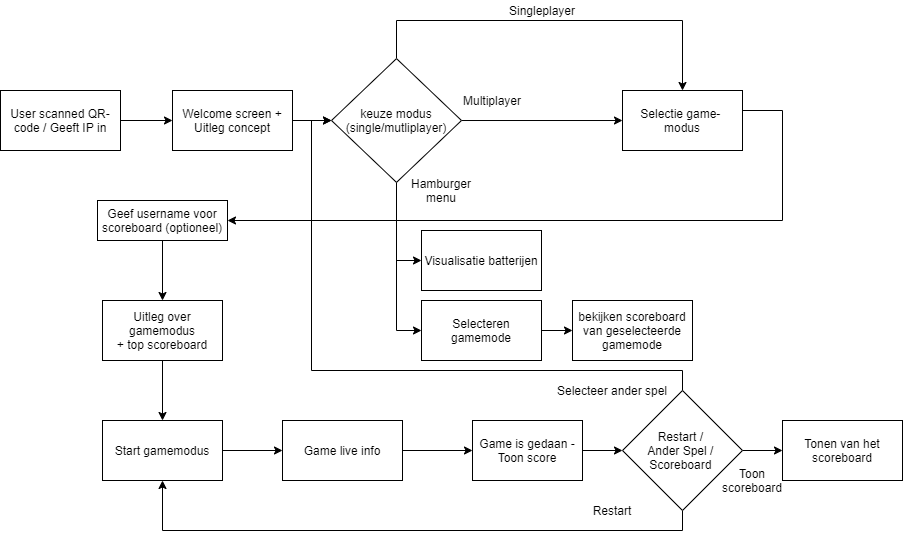 Singleplayer
User scanned QR-
code / Geeft IP in
Welcome screen +
Uitleg concept
keuze modus
(single/mutliplayer)
Multiplayer
Selectie game-
modus
Hamburger
menu
Geef username voor
scoreboard (optioneel)
Visualisatie batterijen
Uitleg over
gamemodus
+ top scoreboard
Selecteren
gamemode
bekijken scoreboard
van geselecteerde
gamemode
Selecteer ander spel
Start gamemodus
Game live info
Game is gedaan -
Toon score
Restart /
Ander Spel /
Scoreboard
Tonen van het
scoreboard
Toon
scoreboard
Restart